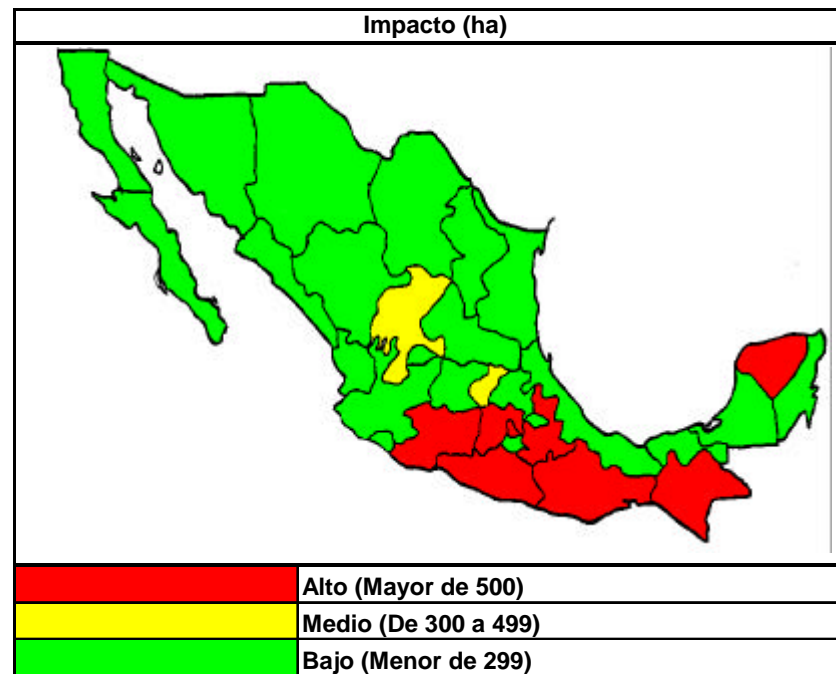 Impacto (ha)
Alto (Mayor de 500)
Medio (De 300 a 499)
Bajo (Menor de 299)